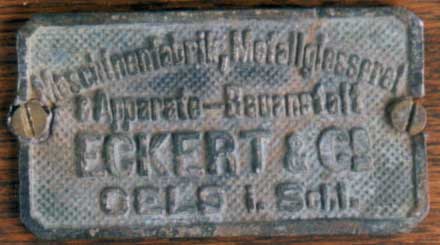 Maschinenfabrik, Metallgiesserei
& Apparate-Bauanstalt
ECKERT & Co
OELS i. Schl.